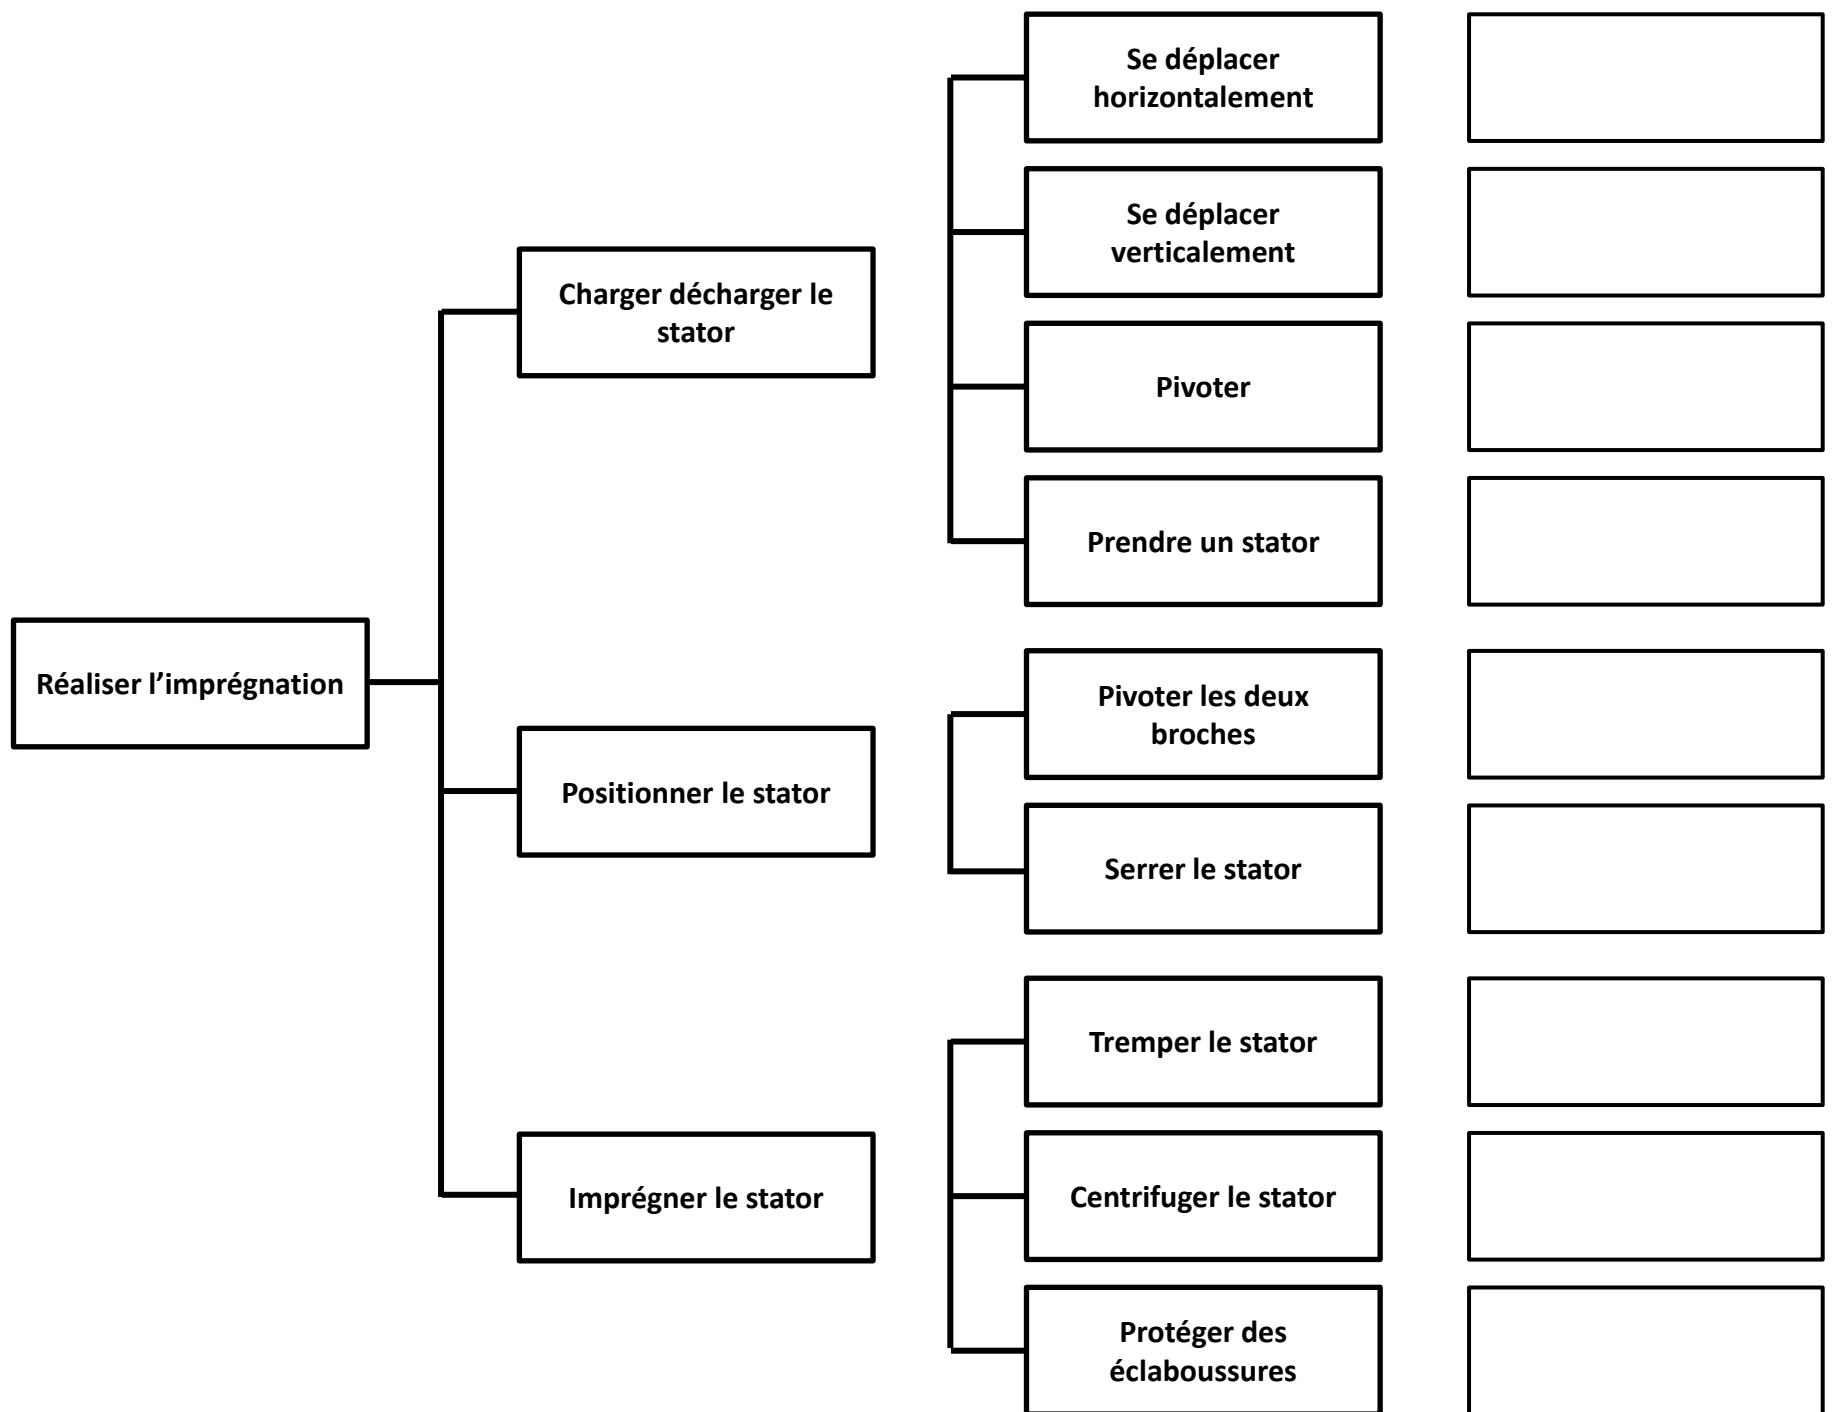 Se déplacer
horizontalement
Se déplacer
verticalement
Charger décharger le
stator
Pivoter
Prendre un stator
Réaliser l’imprégnation
Pivoter les deux
broches
Positionner le stator
Serrer le stator
Tremper le stator
Imprégner le stator
Centrifuger le stator
Protéger des
éclaboussures